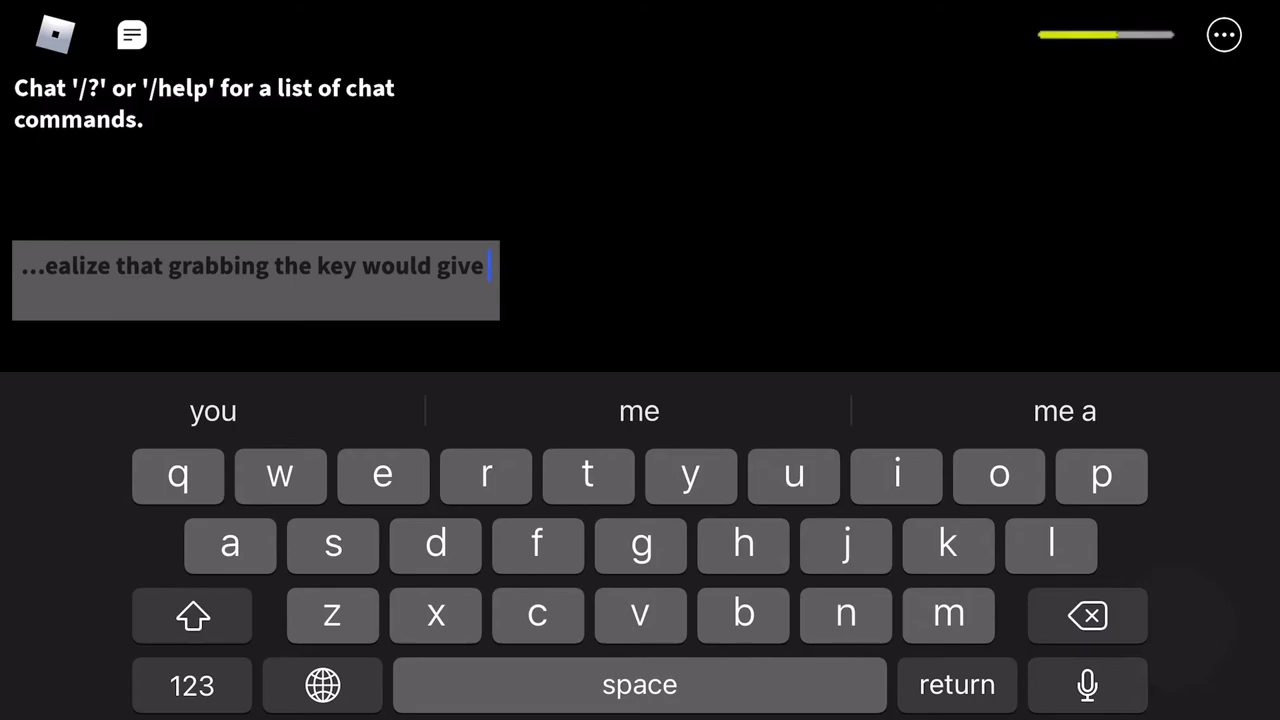 Chat '/?' or '/help' for a list of chat
commands.
...ealize that grabbing the key would give
you me me a
q w e r t y u i o p
a s d f g h j k l
z x c v b n m
123 space return